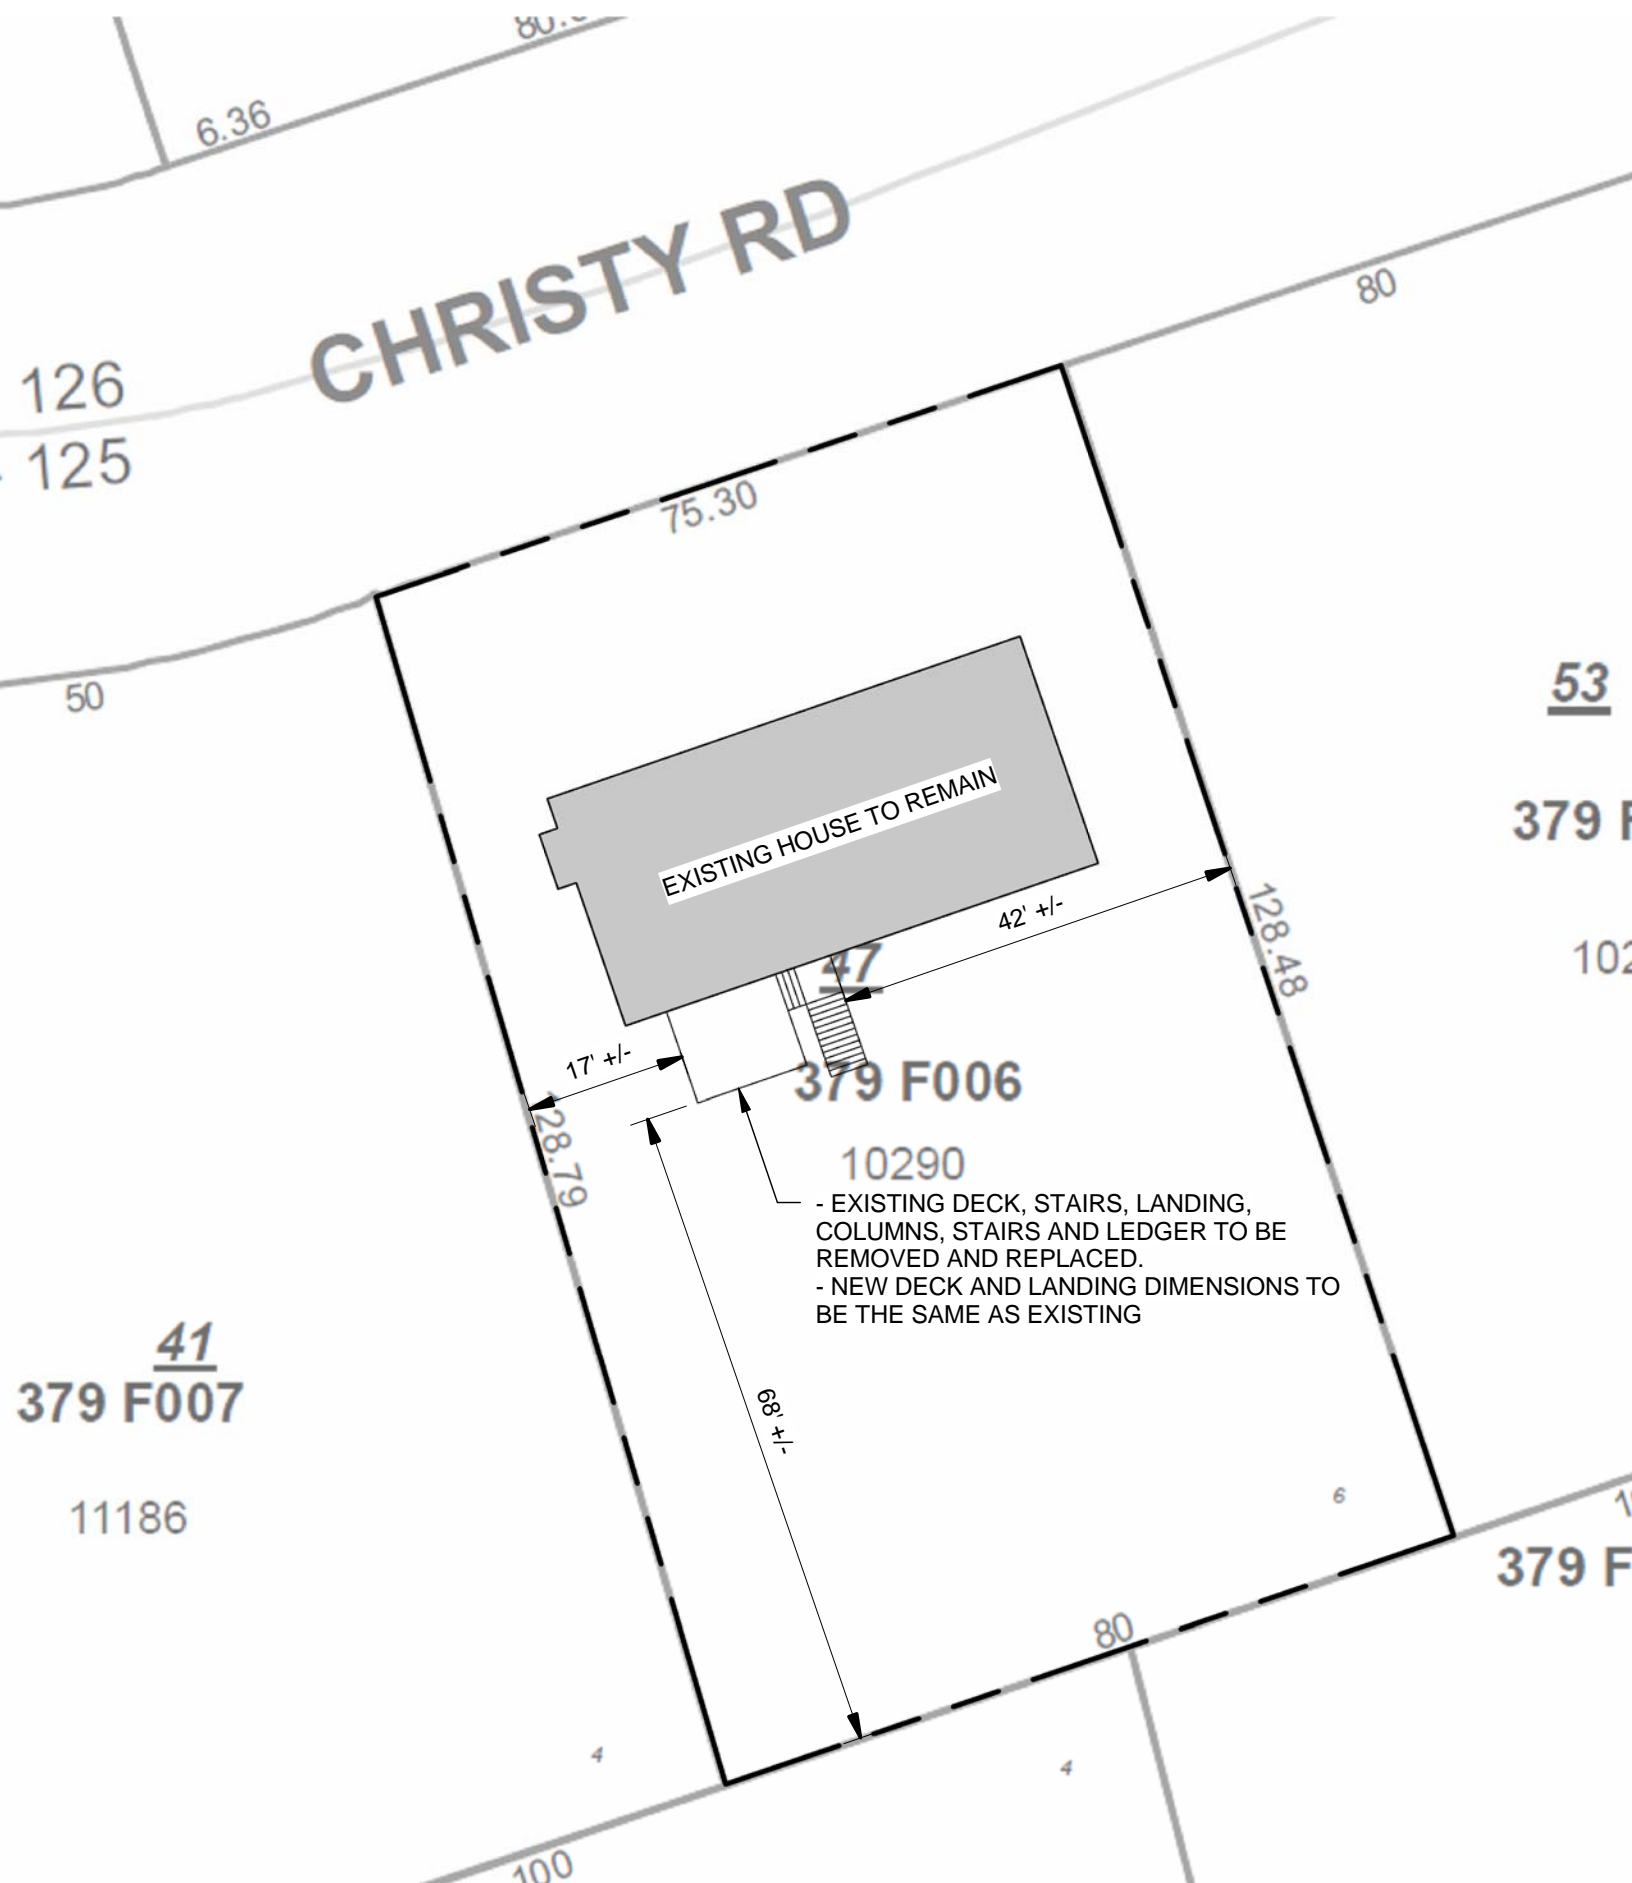 6.36
CHRISTY RD
80
126
125
75.30
50
53
379
EXISTING HOUSE TO REMAIN
42' +/-
128.48
47
17' +/-
379 F006
28.79
10290
- EXISTING DECK, STAIRS, LANDING,
COLUMNS, STAIRS AND LEDGER TO BE
REMOVED AND REPLACED.
- NEW DECK AND LANDING DIMENSIONS TO
BE THE SAME AS EXISTING
41
379 F007
68' +/-
11186
6
379 F
80
4
4
100